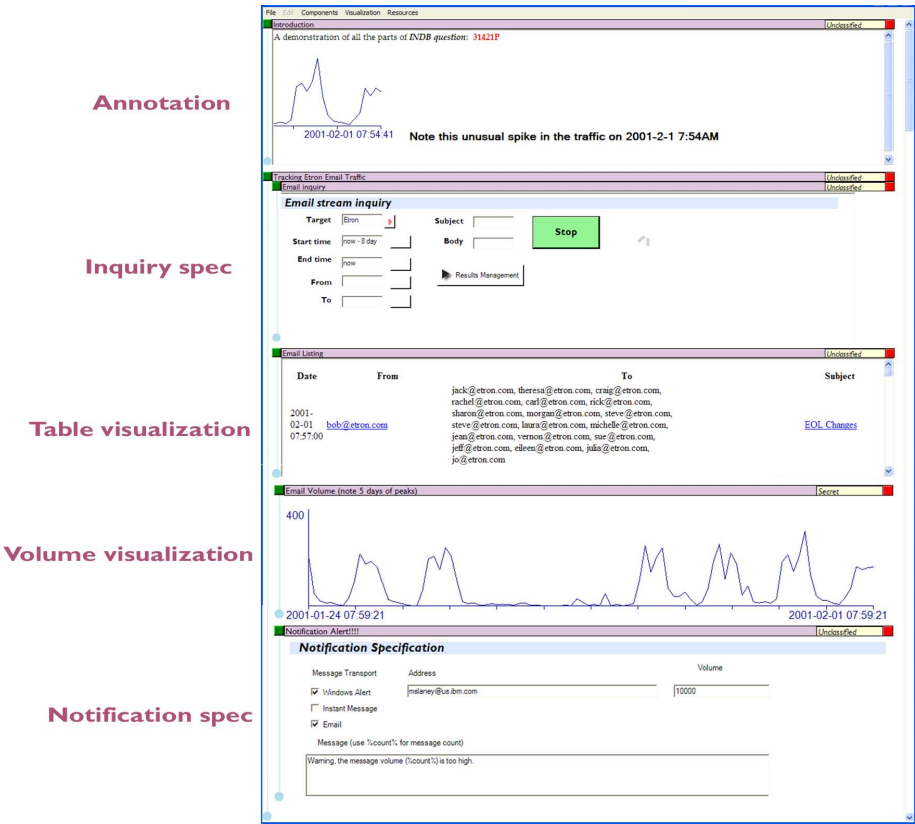 File Edit Components Visualization Resources
Introduction Unclassified
A demonstration of all the parts of INDB question: 31421P
Annotation
2001-02-01 07:54:41
Note this unusual spike in the traffic on 2001-2-1 7:54AM
Tracking Etron Email Traffic Unclassified
Email inquiry Unclassified
Email stream inquiry
Target Etron Subject
Stop
Start time now - 8 day Body
Inquiry spec
End time now
Results Management
From
To
Email Listing Unclassified
Date From To Subject
jack@etron.com, theresa@etron.com, craig@etron.com,
rachel@etron.com, carl@etron.com, rick@etron.com,
2001- sharon@etron.com, morgan@etron.com, steve@etron.com,
Table visualization
02-01 bob@etron.com steve@etron.com, laura@etron.com, michelle@etron.com, EOL Changes
07:57:00 jean@etron.com, vernon@etron.com, sue@etron.com,
jeff@etron.com, eileen@etron.com, julia@etron.com,
jo@etron.com
Email Volume (note 5 days of peaks) Secret
400
Volume visualization
2001-01-24 07:59:21 2001-02-01 07:59:21
Notification Alert!!!! Unclassified
Notification Specification
Message Transport Address Volume
Windows Alert mslaney@us.ibm.com 10000
Instant Message
Notification spec
Email
Message (use %count% for message count)
Warning, the message volume (%count%) is too high.